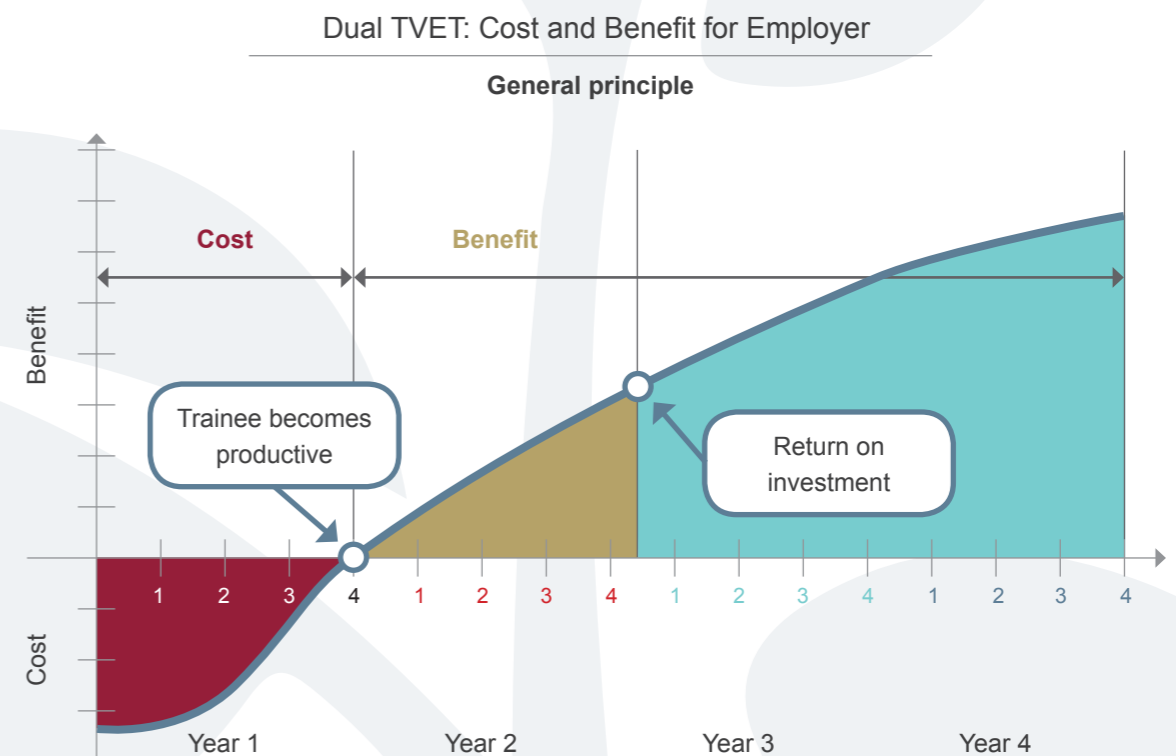 Dual TVET: Cost and Benefit for Employer
General principle
Cost
Benefit
Benefit
Trainee becomes
productive
Return on
investment
1 2 3 4 1 2 3 4 1 2 3 4 1 2 3 4
Cost
Year 1 Year 2 Year 3 Year 4